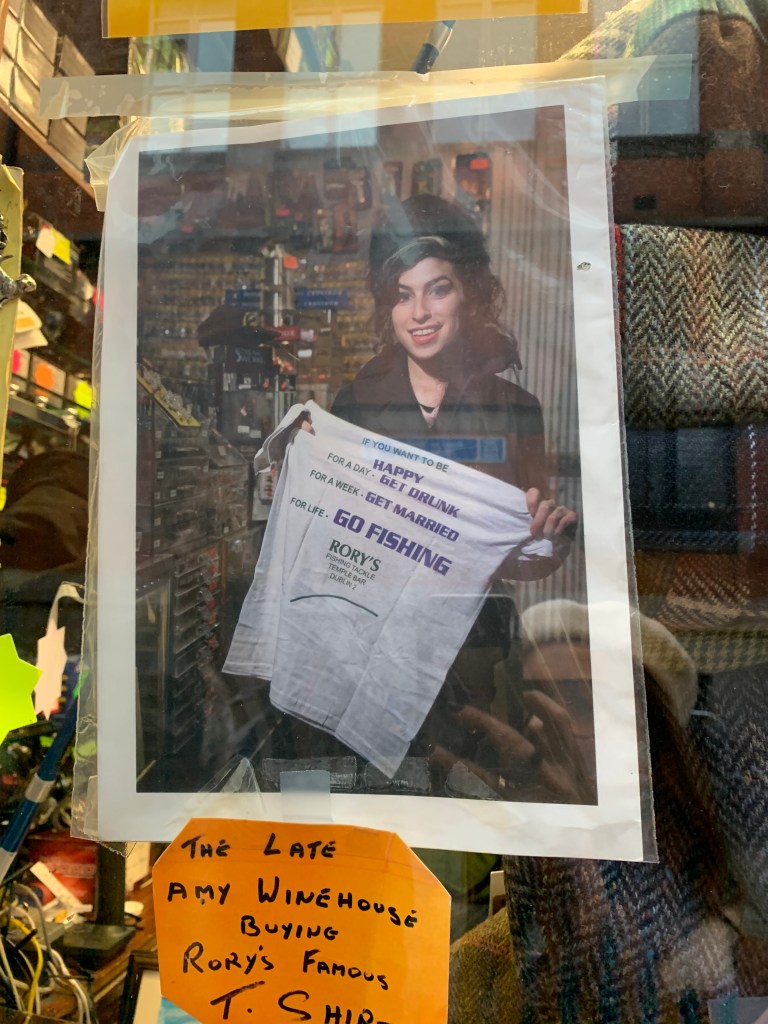 IF YOU WANT TO BE
HAPPY
FOR A DAY - GET DRUNK
FOR A WEEK - GET MARRIED
FOR LIFE - GO FISHING
RORY'S
FISHING TACKLE
TEMPLE BAR
DUBLIN 2
THE LATE
AMY WINEHOUSE
BUYING
RORY'S FAMOUS
T. SHIR